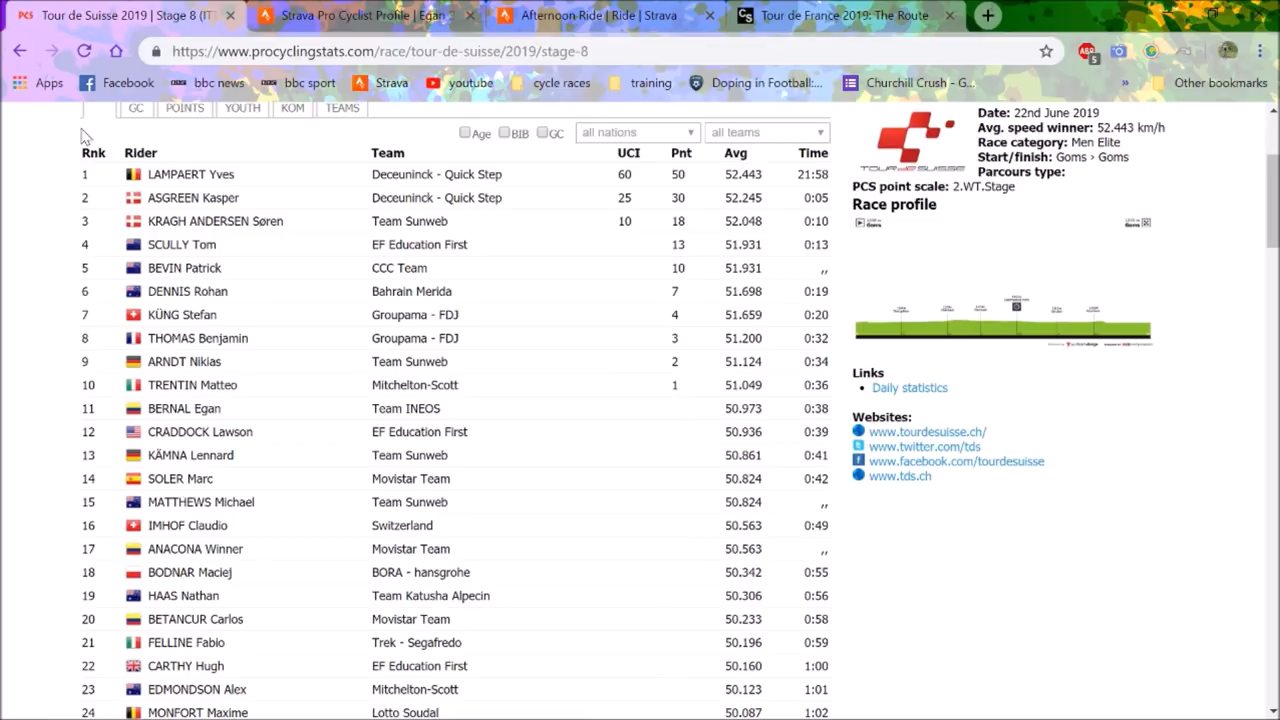 Tour de Suisse 2019 | Stage 8 (IT
Strava Pro Cyclist Profile | Egan
Afternoon Ride | Ride | Strava
Tour de France 2019: The Route
https://www.procyclingstats.com/race/tour-de-suisse/2019/stage-8
Apps Facebook bbc news bbc sport Strava youtube cycle races training Doping in Football:... Churchill Crush - G... » Other bookmarks
GC POINTS YOUTH KOM TEAMS
Age BIB GC all nations all teams
Rnk Rider Team UCI Pnt Avg Time
1 Deceuninck - Quick Step 60 50 52.443 21:58
2 ASGREEN Kasper Deceuninck - Quick Step 25 30 52.245 0:05
3 KRAGH ANDERSEN Søren Team Sunweb 10 18 52.048 0:10
4 SCULLY Tom EF Education First 13 51.931 0:13
5 BEVIN Patrick CCC Team 10 51.931 ,,
6 DENNIS Rohan Bahrain Merida 7 51.698 0:19
7 KÜNG Stefan Groupama - FDJ 4 51.659 0:20
8 THOMAS Benjamin Groupama - FDJ 3 51.200 0:32
9 ARNDT Nikias Team Sunweb 2 51.124 0:34
10 TRENTIN Matteo Mitchelton-Scott 1 51.049 0:36
11 BERNAL Egan Team INEOS 50.973 0:38
12 CRADDOCK Lawson EF Education First 50.936 0:39
13 KÄMNA Lennard Team Sunweb 50.861 0:41
14 SOLER Movistar Team 50.824 0:42
15 MATTHEWS Michael Team Sunweb 50.824 ,,
16 IMHOF Claudio Switzerland 50.563 0:49
17 ANACONA Winner Movistar Team 50.563 ,,
18 BODNAR Maciej BORA - hansgrohe 50.342 0:55
19 HAAS Nathan Team Katusha Alpecin 50.306 0:56
20 BETANCUR Carlos Movistar Team 50.233 0:58
21 FELLINE Fabio Trek - Segafredo 50.196 0:59
22 CARTHY Hugh EF Education First 50.160 1:00
23 EDMONDSON Alex Mitchelton-Scott 50.123 1:01
24 MONFORT Maxime Lotto Soudal 50.087 1:02
TOUR DE SUISSE
Date: 22nd June 2019
Avg. speed winner: 52.443 km/h
Race category: Men Elite
Start/finish: Goms › Goms
Parcours type:
PCS point scale: 2.WT.Stage
Race profile
Goms Goms
Links
Daily statistics
Websites:
www.tourdesuisse.ch/
www.twitter.com/tds
www.facebook.com/tourdesuisse
www.tds.ch